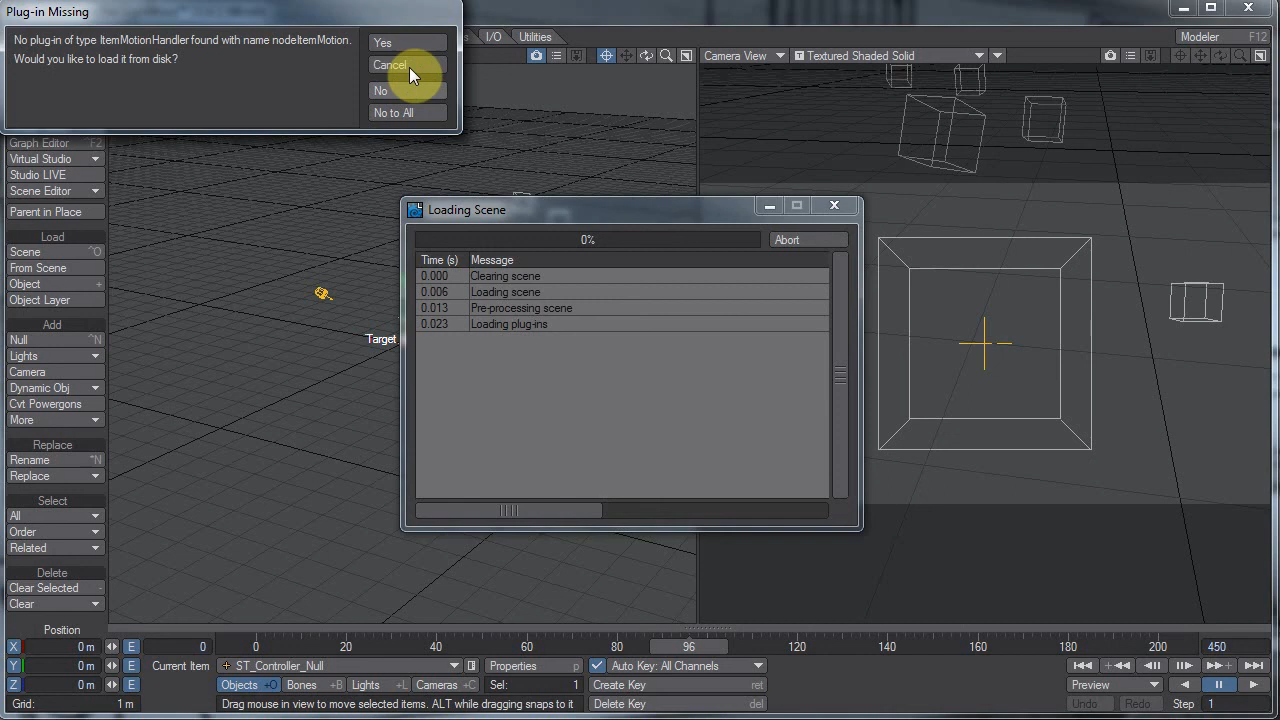 Plug-in Missing
No plug-in of type ItemMotionHandler found with name nodeItemMotion.
Would you like to load it from disk?
Yes
Cancel
No
No to All
I/O
Utilities
Modeler
F12
Camera View
Textured Shaded Solid
Graph Editor ^F2
Virtual Studio
Studio LIVE
Scene Editor
Parent in Place
Load
Scene ^O
From Scene
Object +
Object Layer
Add
Null ^N
Lights
Camera
Dynamic Obj
Cvt Powergons
More
Replace
Rename *N
Replace
Select
All
Order
Related
Delete
Clear Selected -
Clear
Target
Loading Scene
0%
Abort
Time (s) Message
0.000 Clearing scene
0.006 Loading scene
0.013 Pre-processing scene
0.023 Loading plug-ins
Position
X 0 m E
Y 0 m E
Z 0 m E
Grid: 1 m
0 0 20 40 60 80 96 120 140 160 180 200 450
Current Item ST_Controller_Null Properties p Auto Key: All Channels
Objects +O Bones +B Lights +L Cameras +C Sel: 1 Create Key ret
Drag mouse in view to move selected items. ALT while dragging snaps to it Delete Key del
Preview
Undo Redo Step 1